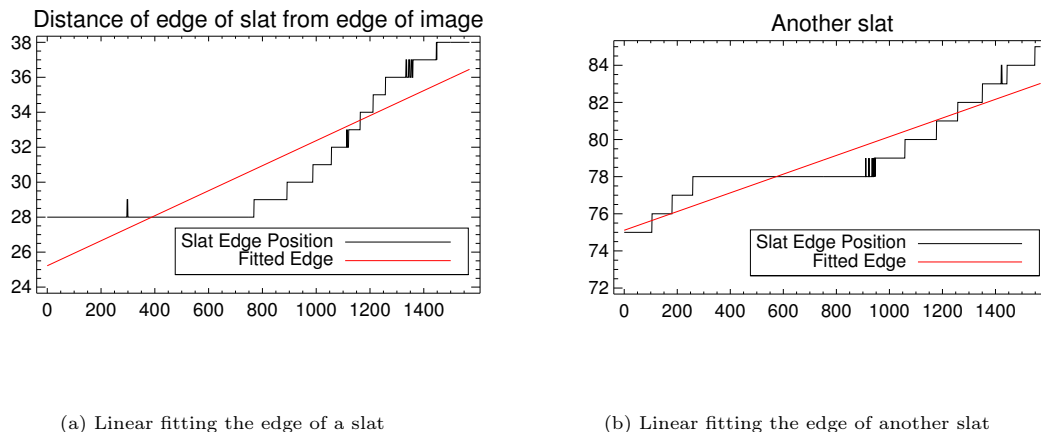 Distance of edge of slat from edge of image
38
36
34
32
30
28
26
24
Slat Edge Position
Fitted Edge
0 200 400 600 800 1000 1200 1400
(a) Linear fitting the edge of a slat
Another slat
84
82
80
78
76
74
72
Slat Edge Position
Fitted Edge
0 200 400 600 800 1000 1200 1400
(b) Linear fitting the edge of another slat